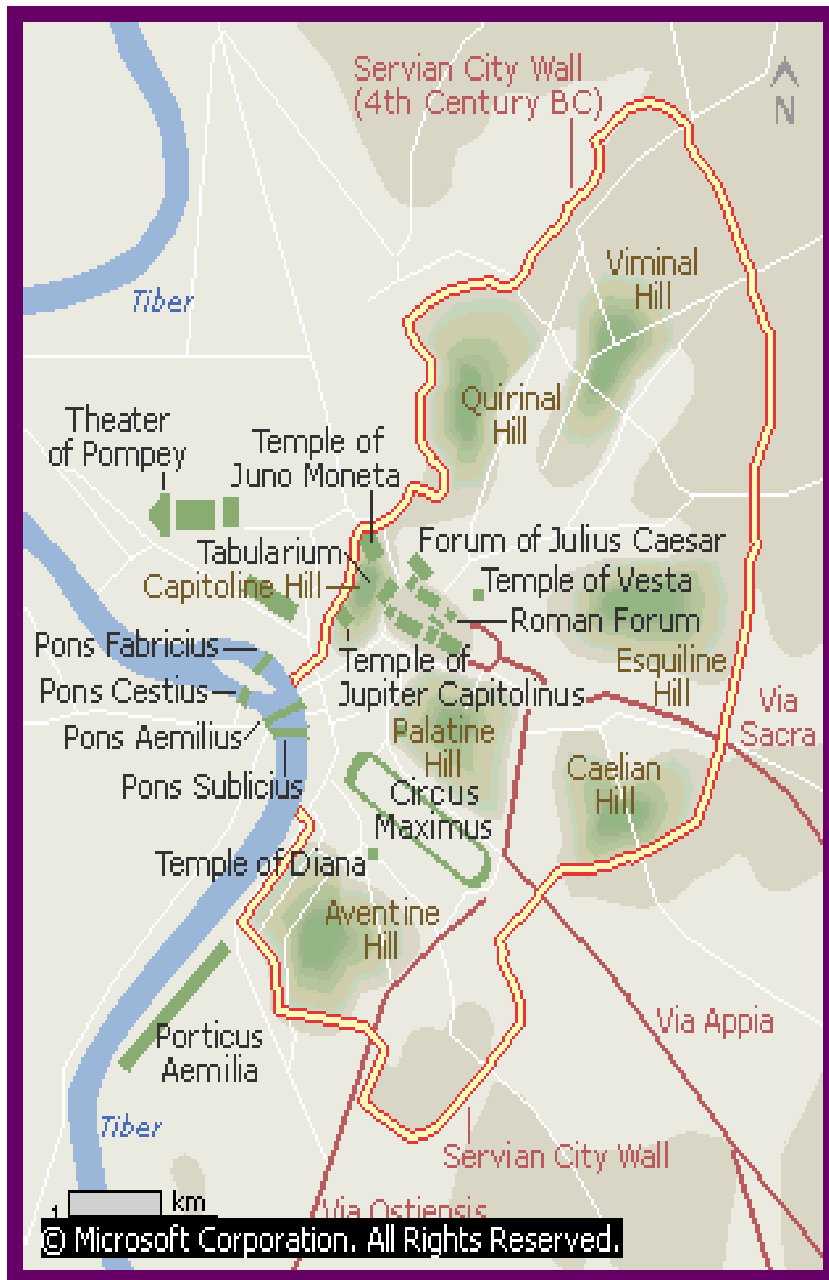 Servian City Wall
(4th Century BC)
N
Viminal
Hill
Tiber
Quirinal
Hill
Theater
of Pompey
Temple of
Juno Moneta
Forum of Julius Caesar
Tabularium
Temple of Vesta
Capitoline Hill
Roman Forum
Pons Fabricius
Temple of
Jupiter Capitolinus
Esquiline
Hill
Pons Cestius
Via
Sacra
Pons Aemilius
Palatine
Hill
Caelian
Hill
Pons Sublicius
Circus
Maximus
Temple of Diana
Aventine
Hill
Porticus
Aemilia
Via Appia
Tiber
Servian City Wall
1 km
Via Ostiensis
© Microsoft Corporation. All Rights Reserved.